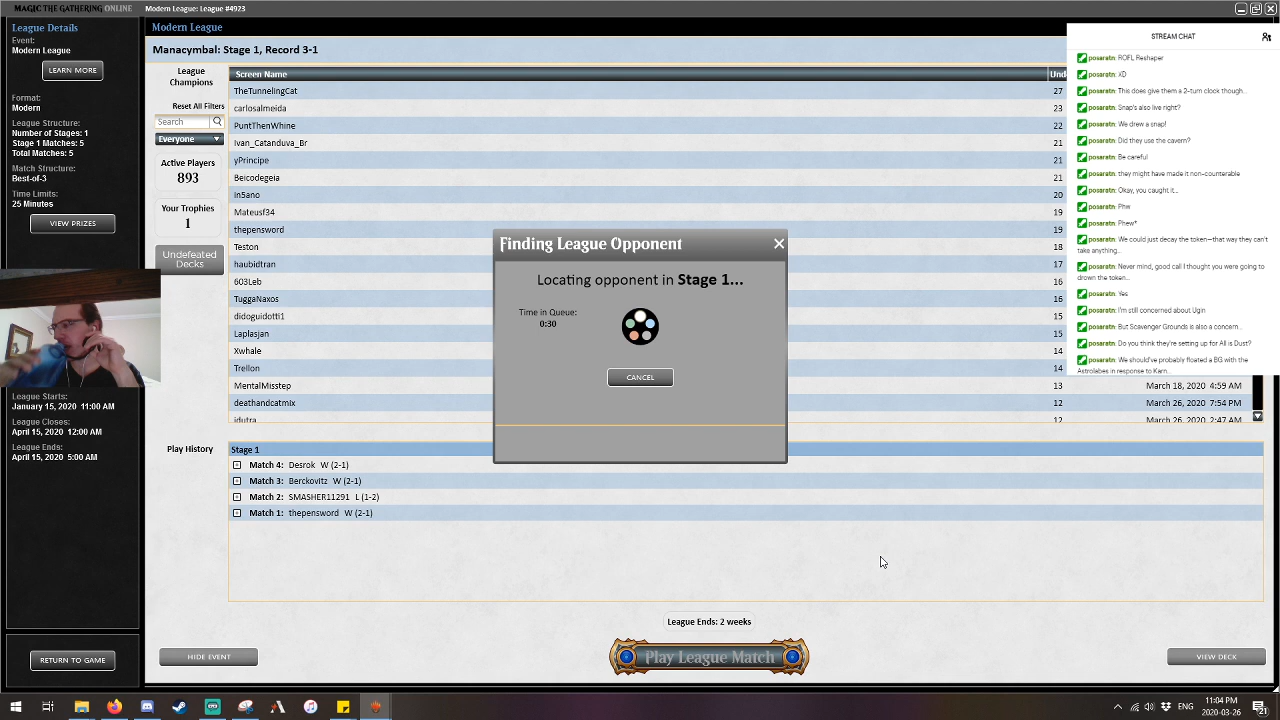 MAGIC THE GATHERING ONLINE
Modern League: League #4923
League Details
Event:
Modern League
LEARN MORE
Format:
Modern
League Structure:
Number of Stages: 1
Stage 1 Matches: 5
Total Matches: 5
Match Structure:
Best-of-3
Time Limits:
25 Minutes
VIEW PRIZES
League Starts:
January 15, 2020 11:00 AM
League Closes:
April 15, 2020 12:00 AM
League Ends:
April 15, 2020 5:00 AM
RETURN TO GAME
Modern League
Manacymbal: Stage 1, Record 3-1
League
Champions
Reset All Filters
Search
Everyone
Active Players
893
Your Trophies
1
Undefeated
Decks
Screen Name
TheTunnelingCat 27
carlosalmeida 23
PuntThenWhine 22
Ivan_Catanduva_Br 21
yPrincipe 21
Beicodegeia 21
in5ano 20
Mateusf34 19
thepensword 19
Teston 18
haubidtran 17
603Leb 16
TuggaNaxos 16
didoguidotti1 15
Laplasjan 15
Xwhale 14
Trellon 14
MentalMisstep 13 March 18, 2020 4:59 AM
deathandcatmix 12 March 26, 2020 7:54 PM
idutra 12 March 26, 2020 2:47 AM
Finding League Opponent
Locating opponent in Stage 1...
Time in Queue:
0:30
CANCEL
STREAM CHAT
posaratn: ROFL Reshaper
posaratn: XD
posaratn: This does give them a 2-turn clock though...
posaratn: Snap's also live right?
posaratn: We drew a snap!
posaratn: Did they use the cavern?
posaratn: Be careful
posaratn: they might have made it non-counterable
posaratn: Okay, you caught it...
posaratn: Phw
posaratn: Phew*
posaratn: We could just decay the token—that way they can't
take anything...
posaratn: Never mind, good call I thought you were going to
drown the token...
posaratn: Yes
posaratn: I'm still concerned about Ugin
posaratn: But Scavenger Grounds is also a concern...
posaratn: Do you think they're setting up for All is Dust?
posaratn: We should've probably floated a BG with the
Astrolabes in response to Karn...
Play History
Stage 1
Match 4: Desrok W (2-1)
Match 3: Berckovitz W (2-1)
Match 2: SMASHER11291 L (1-2)
Match 1: thepensword W (2-1)
League Ends: 2 weeks
HIDE EVENT
Play League Match
VIEW DECK
ENG
11:04 PM
2020-03-26
21